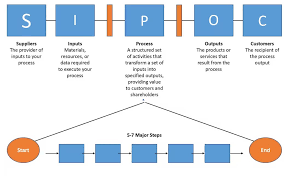 S I P O C
Suppliers
The provider of
inputs to your
process
Inputs
Materials,
resources, or
data required
to execute your
process
Process
A structured set
of activities that
transform a set of
inputs into
specified outputs,
providing value
to customers and
shareholders
Outputs
The products or
services that
result from the
process
Customers
The recipient of
the process
output
5-7 Major Steps
Start
End